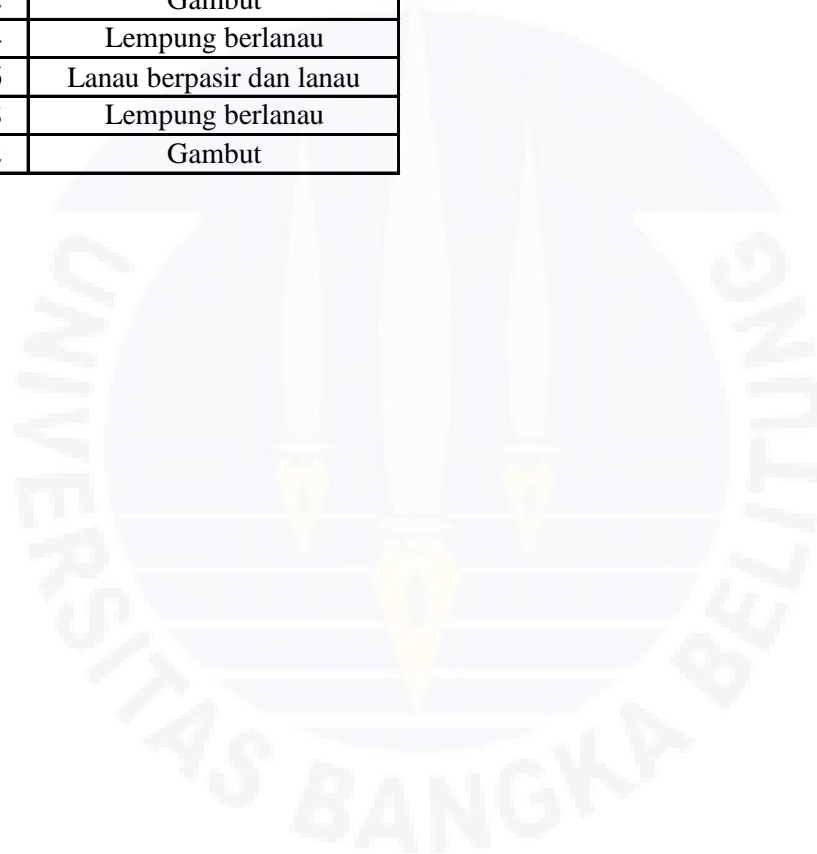 Gambut
Lempung berlanau
Lanau berpasir dan lanau
Lempung berlanau
Gambut
UNIVERSITAS BANGKA BELITUNG